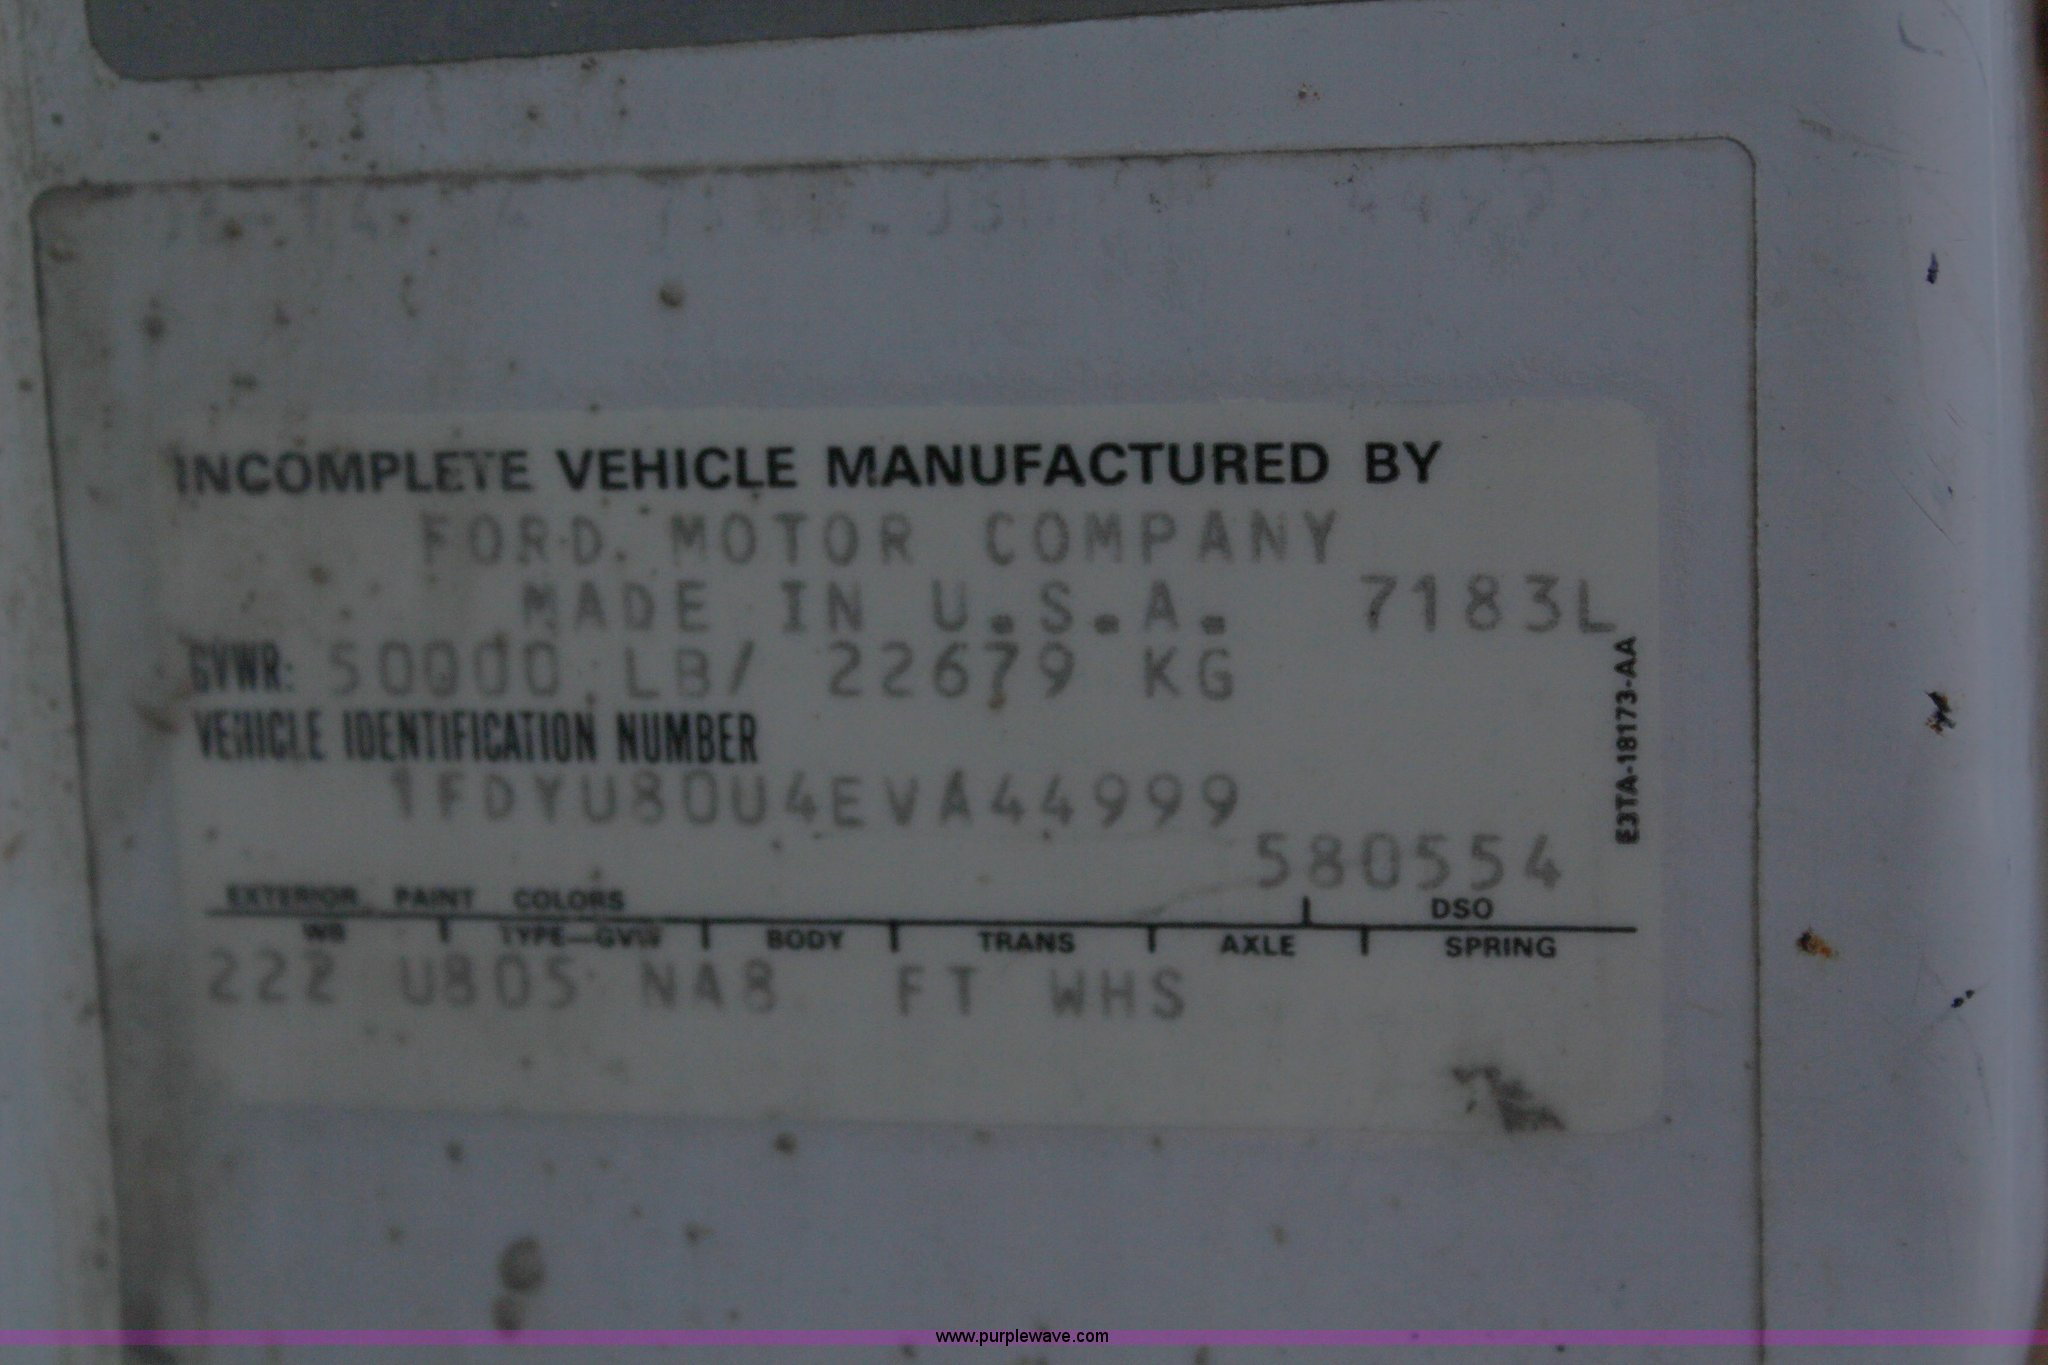 INCOMPLETE VEHICLE MANUFACTURED BY
FORD MOTOR COMPANY
MADE IN U.S.A. 7183L
GVWR: 50000 LB/ 22679 KG
VEHICLE IDENTIFICATION NUMBER
1FDYU80U4EVA44999
E3TA-18173-AA
580554
EXTERIOR PAINT COLORS DSO
WB TYPE-GVW BODY TRANS AXLE SPRING
222 U805 NA8 FT WHS
www.purplewave.com